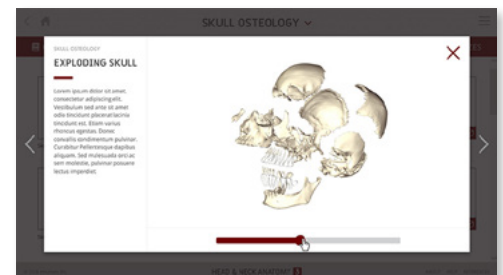 SKULL OSTEOLOGY
SKULL OSTEOLOGY
EXPLODING SKULL
Lorem ipsum dolor sit amet,
consectetur adipiscing elit.
Vestibulum sed ante sit amet
odio tincidunt placerat lacinia
tincidunt est. Etiam varius
rhoncus egestas. Donec
convallis condimentum pulvinar.
Curabitur Pellentesque dapibus
aliquam. Sed malesuada orci ac
sem molestie, pulvinar posuere
lectus imperdiet.
HEAD & NECK ANATOMY